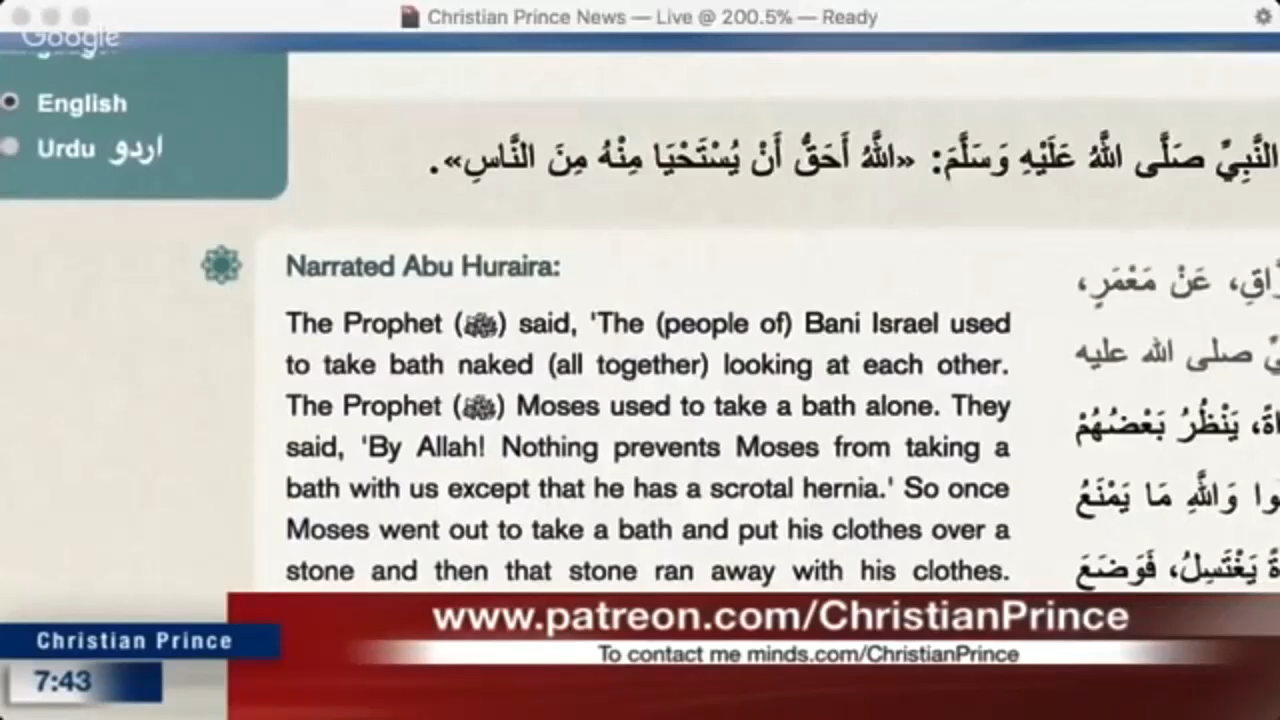 Christian Prince News — Live @ 200.5% — Ready
Google
English
Urdu اردو
النَّبِيِّ صَلَّى اللَّهُ عَلَيْهِ وَسَلَّمَ: «اللَّهُ أَحَقُّ أَنْ يُسْتَحْيَا مِنْهُ مِنَ النَّاسِ».
Narrated Abu Huraira:
The Prophet (ﷺ) said, 'The (people of) Bani Israel used
to take bath naked (all together) looking at each other.
The Prophet (ﷺ) Moses used to take a bath alone. They
said, 'By Allah! Nothing prevents Moses from taking a
bath with us except that he has a scrotal hernia.' So once
Moses went out to take a bath and put his clothes over a
stone and then that stone ran away with his clothes.
عَنْ مَعْمَرٍ،
صلى الله عليه
يَنْظُرُ بَعْضُهُمْ
وَاللَّهِ مَا يَمْنَعُ
يَغْتَسِلُ، فَوَضَعَ
www.patreon.com/ChristianPrince
To contact me minds.com/ChristianPrince
Christian Prince
7:43